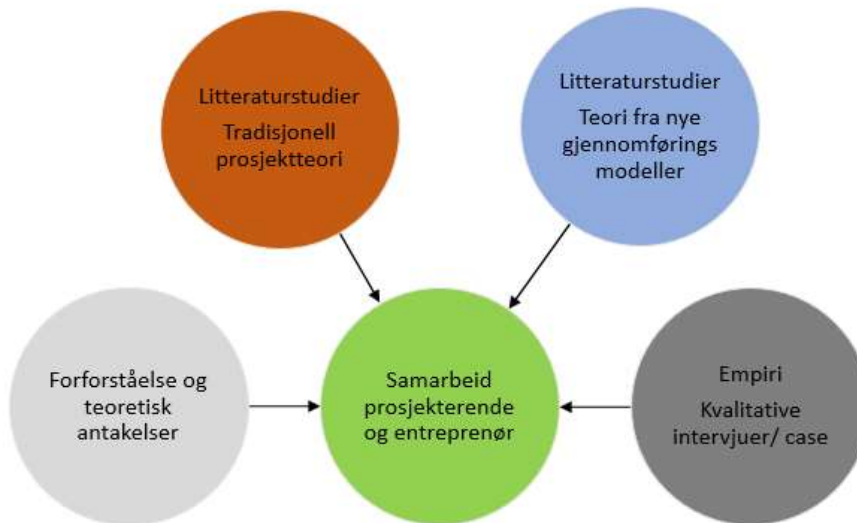 Litteraturstudier
Tradisjonell
prosjektteori
Litteraturstudier
Teori fra nye
gjennomførings
modeller
Forforståelse og
teoretisk
antakelser
Samarbeid
prosjekterende
og entreprenør
Empiri
Kvalitative
intervjuer/ case